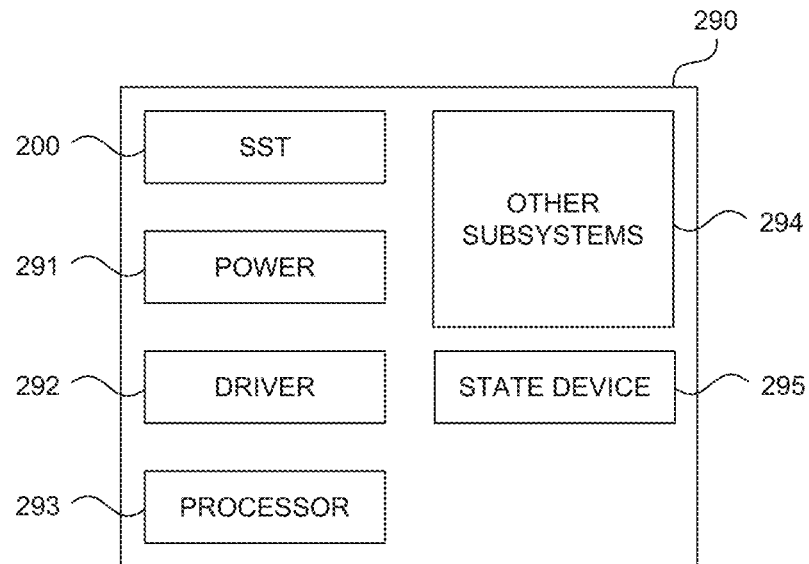 290
200
SST
OTHER
SUBSYSTEMS
294
291
POWER
292
DRIVER
STATE DEVICE
295
293
PROCESSOR